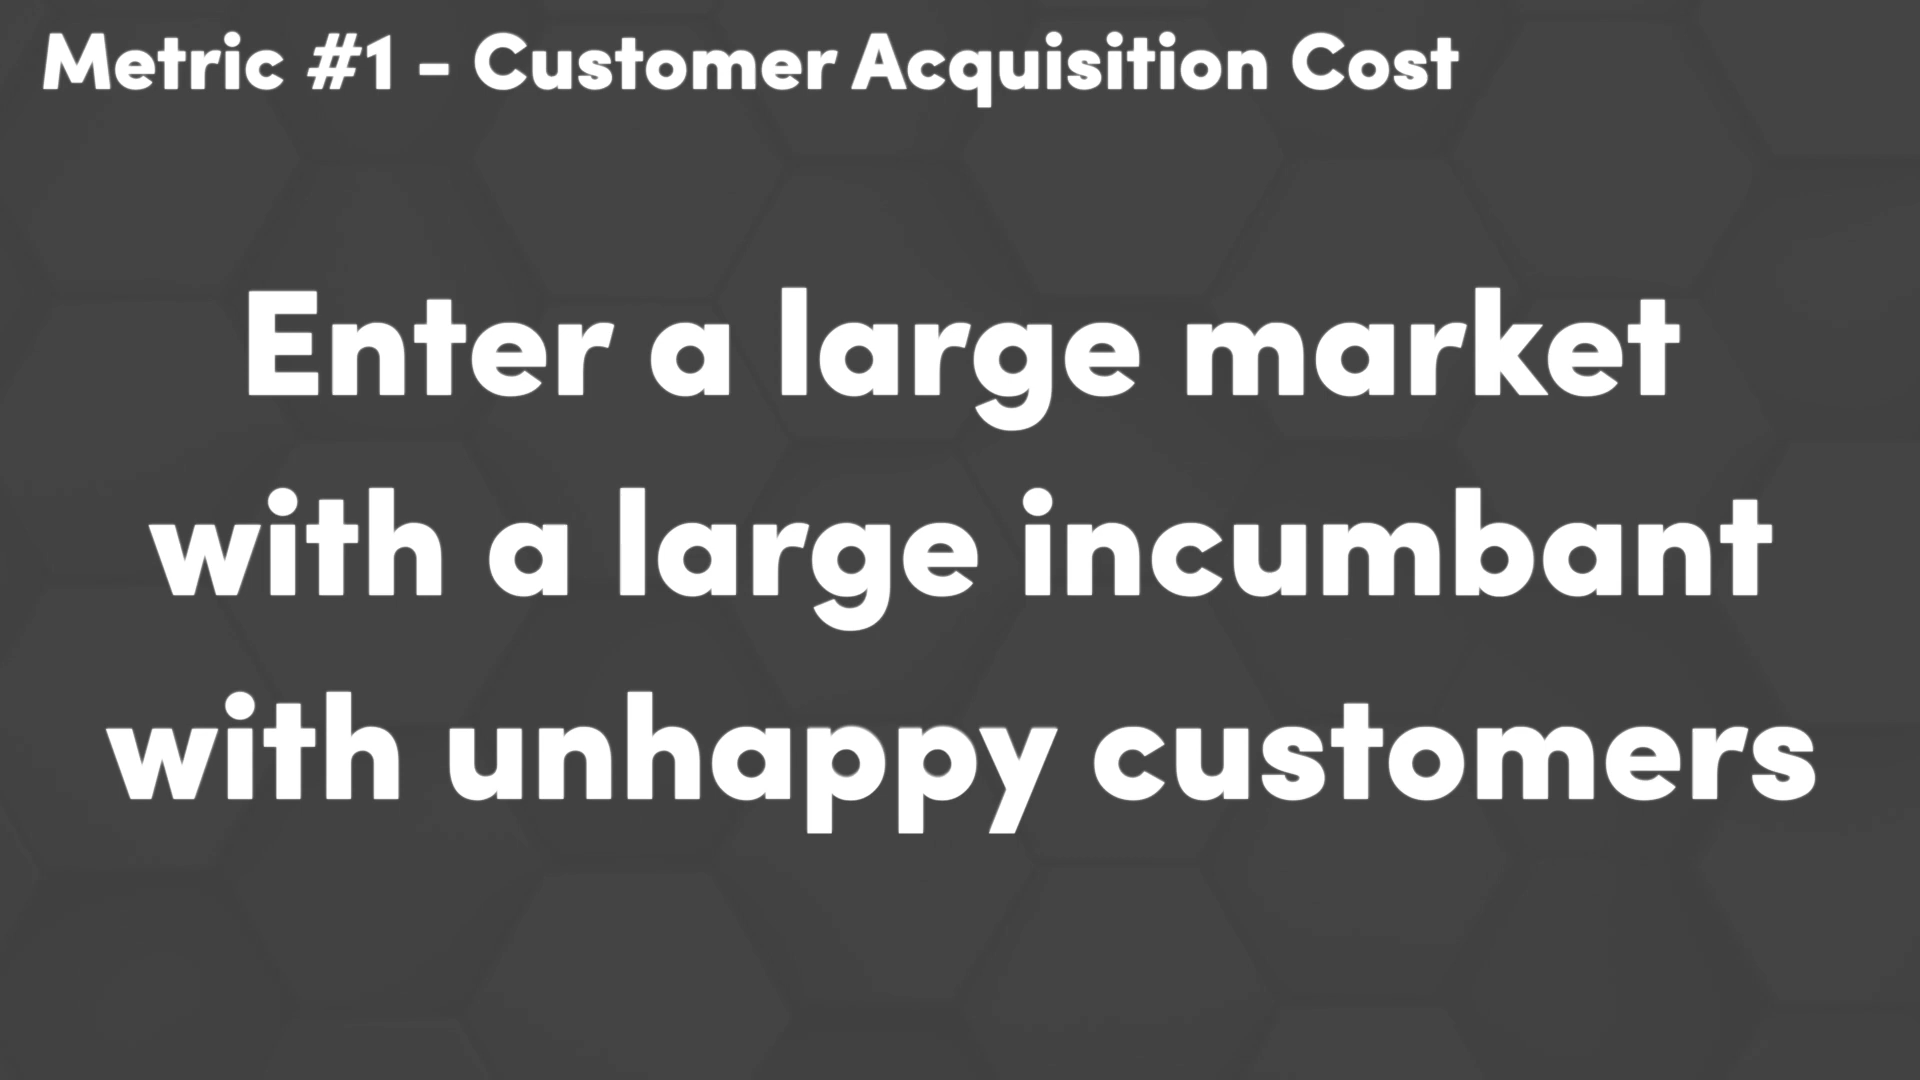 Metric #1 - Customer Acquisition Cost
Enter a large market
with a large incumbant
with unhappy customers